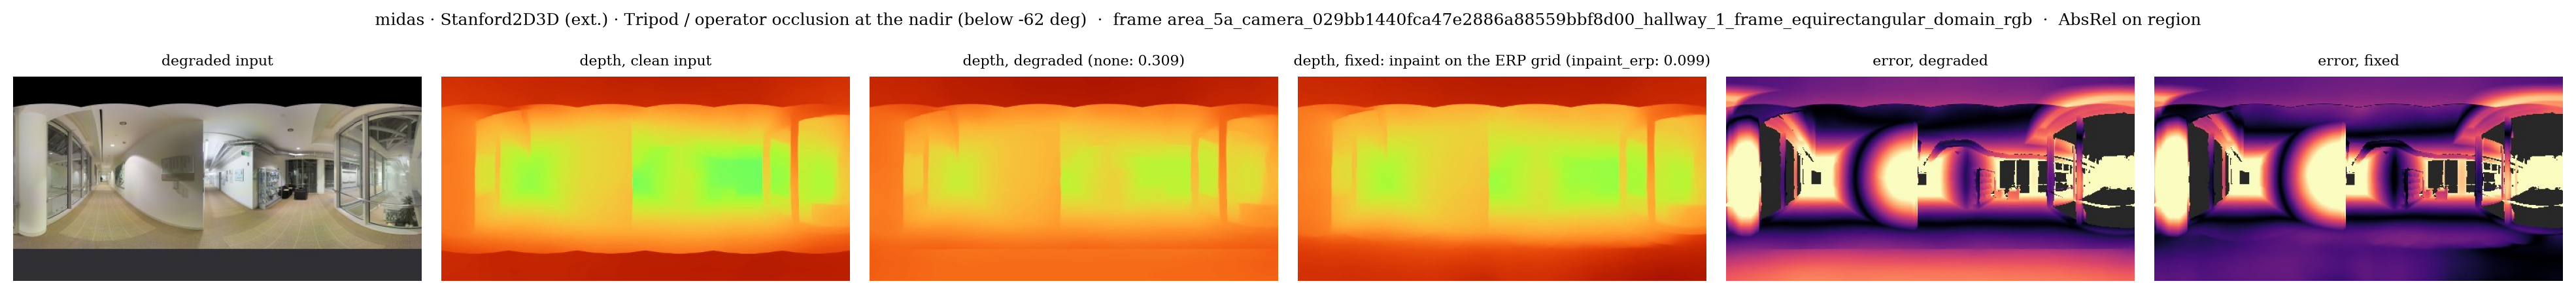 midas · Stanford2D3D (ext.) · Tripod / operator occlusion at the nadir (below -62 deg)  ·  frame area_5a_camera_029bb1440fca47e2886a88559bbf8d00_hallway_1_frame_equirectangular_domain_rgb  ·  AbsRel on region
degraded input
depth, clean input
depth, degraded (none: 0.309)
depth, fixed: inpaint on the ERP grid (inpaint_erp: 0.099)
error, degraded
error, fixed